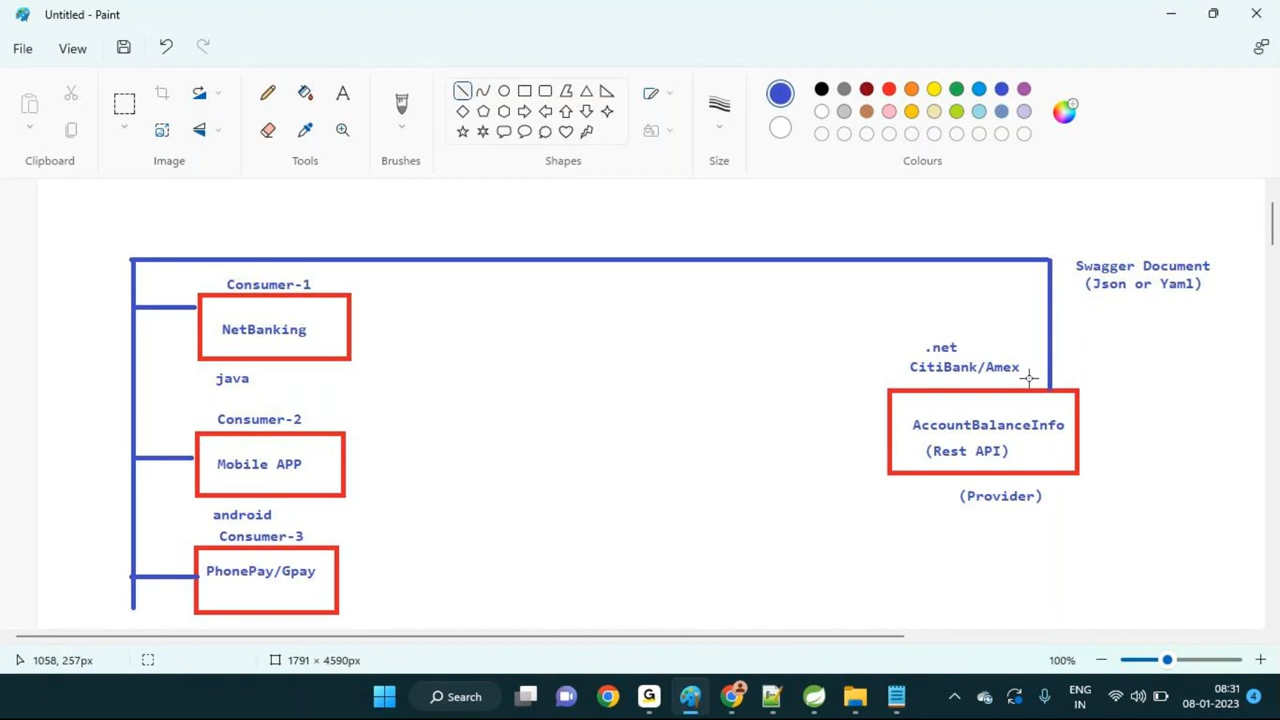 Untitled - Paint
File
View
Clipboard
Image
Tools
Brushes
Shapes
Size
Colours
Consumer-1
NetBanking
java
Consumer-2
Mobile APP
android
Consumer-3
PhonePay/Gpay
Swagger Document
(Json or Yaml)
.net
CitiBank/Amex
AccountBalanceInfo
(Rest API)
(Provider)
1058, 257px
1791 × 4590px
100%
Search
ENG
IN
08:31
08-01-2023
4